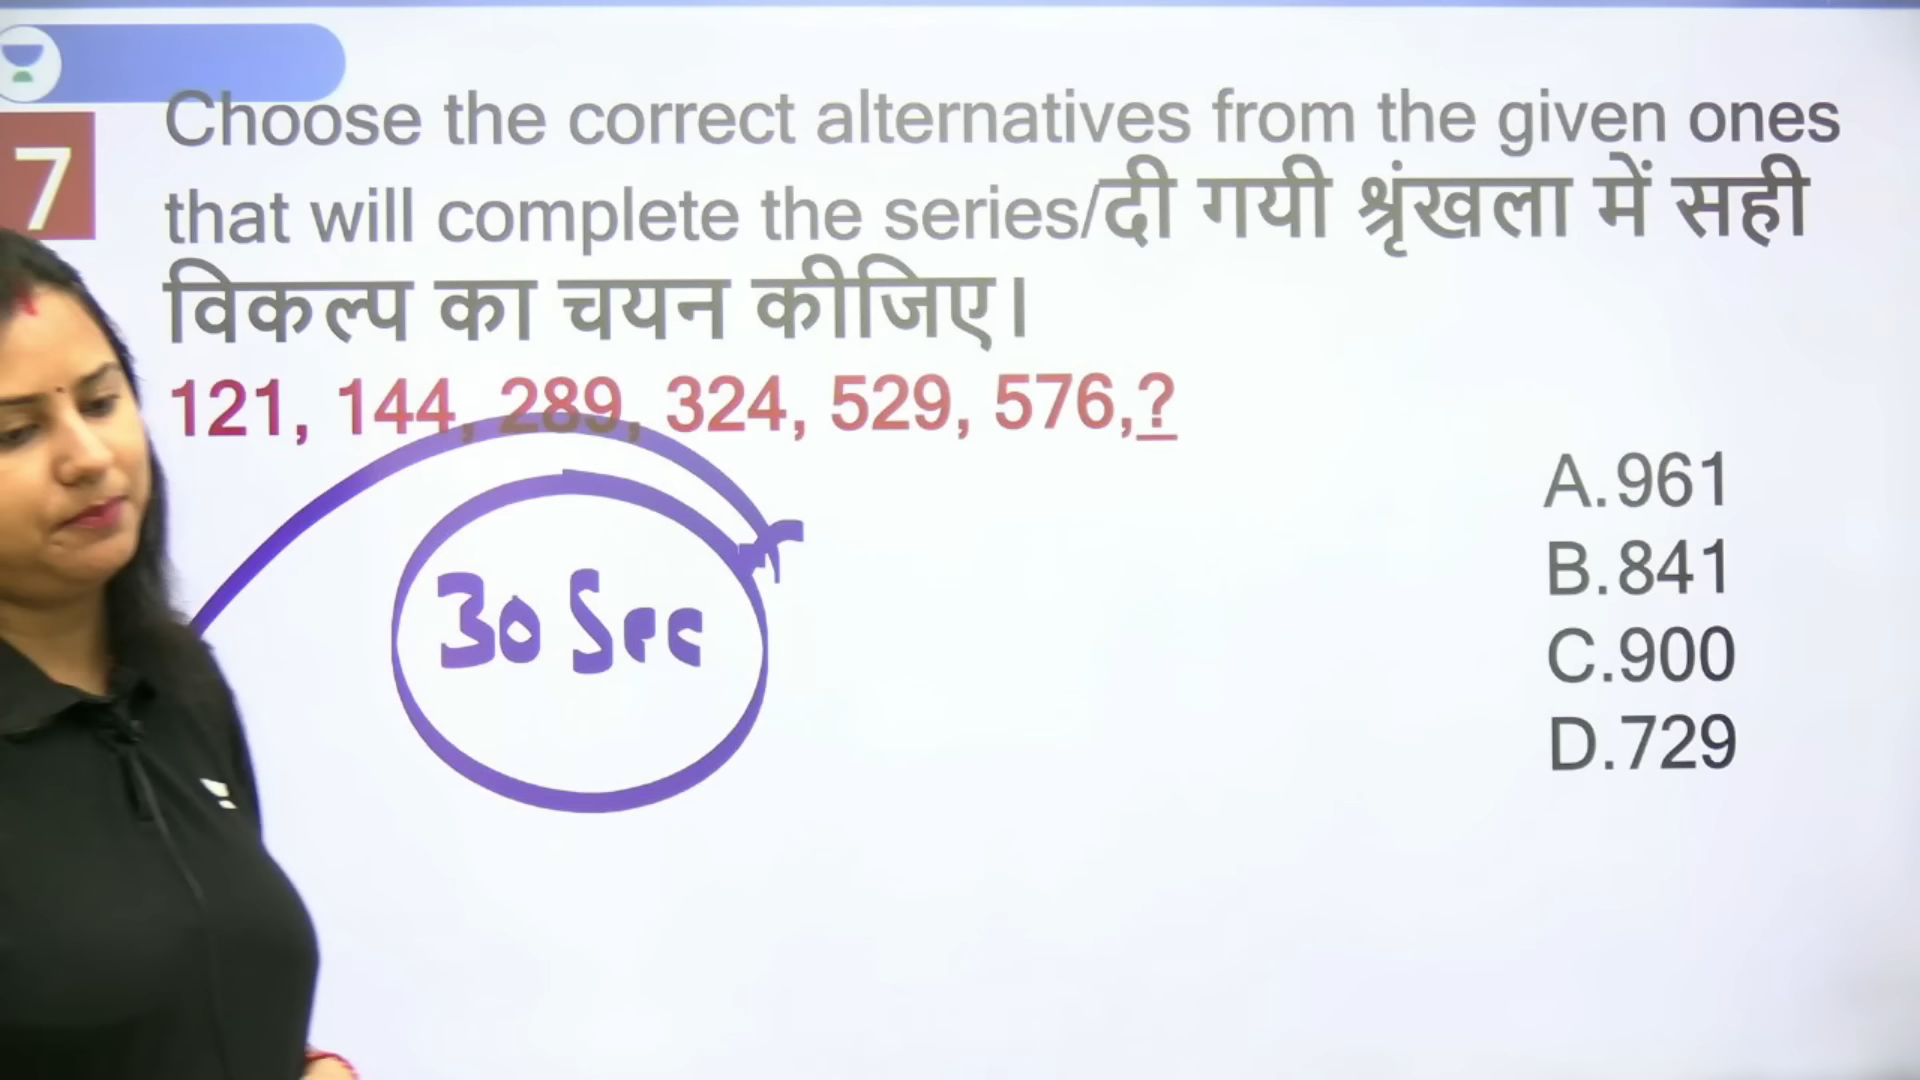 7
Choose the correct alternatives from the given ones
that will complete the series/दी गयी श्रृंखला में सही
विकल्प का चयन कीजिए।
121, 144, 289, 324, 529, 576,?
30 Sec
A.961
B.841
C.900
D.729